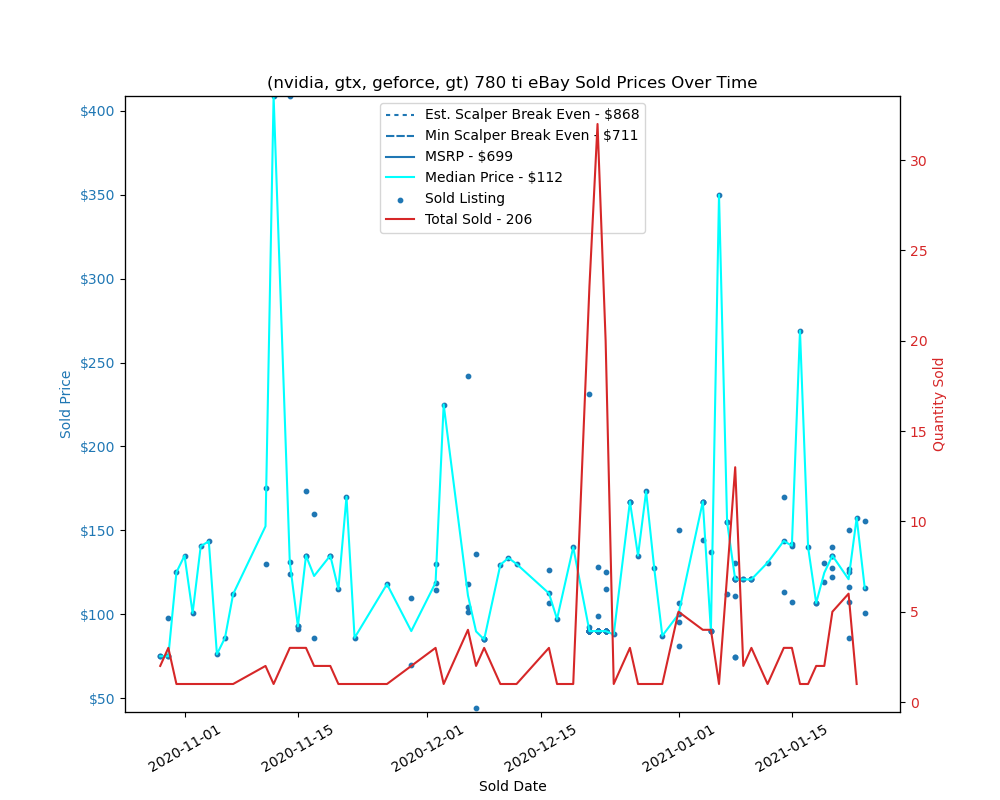 (nvidia, gtx, geforce, gt) 780 ti eBay Sold Prices Over Time
Est. Scalper Break Even - $868
Min Scalper Break Even - $711
MSRP - $699
Median Price - $112
Sold Listing
Total Sold - 206
$400
$350
$300
$250
$200
$150
$100
$50
Sold Price
30
25
20
15
10
5
0
Quantity Sold
2020-11-01
2020-11-15
2020-12-01
2020-12-15
2021-01-01
2021-01-15
Sold Date